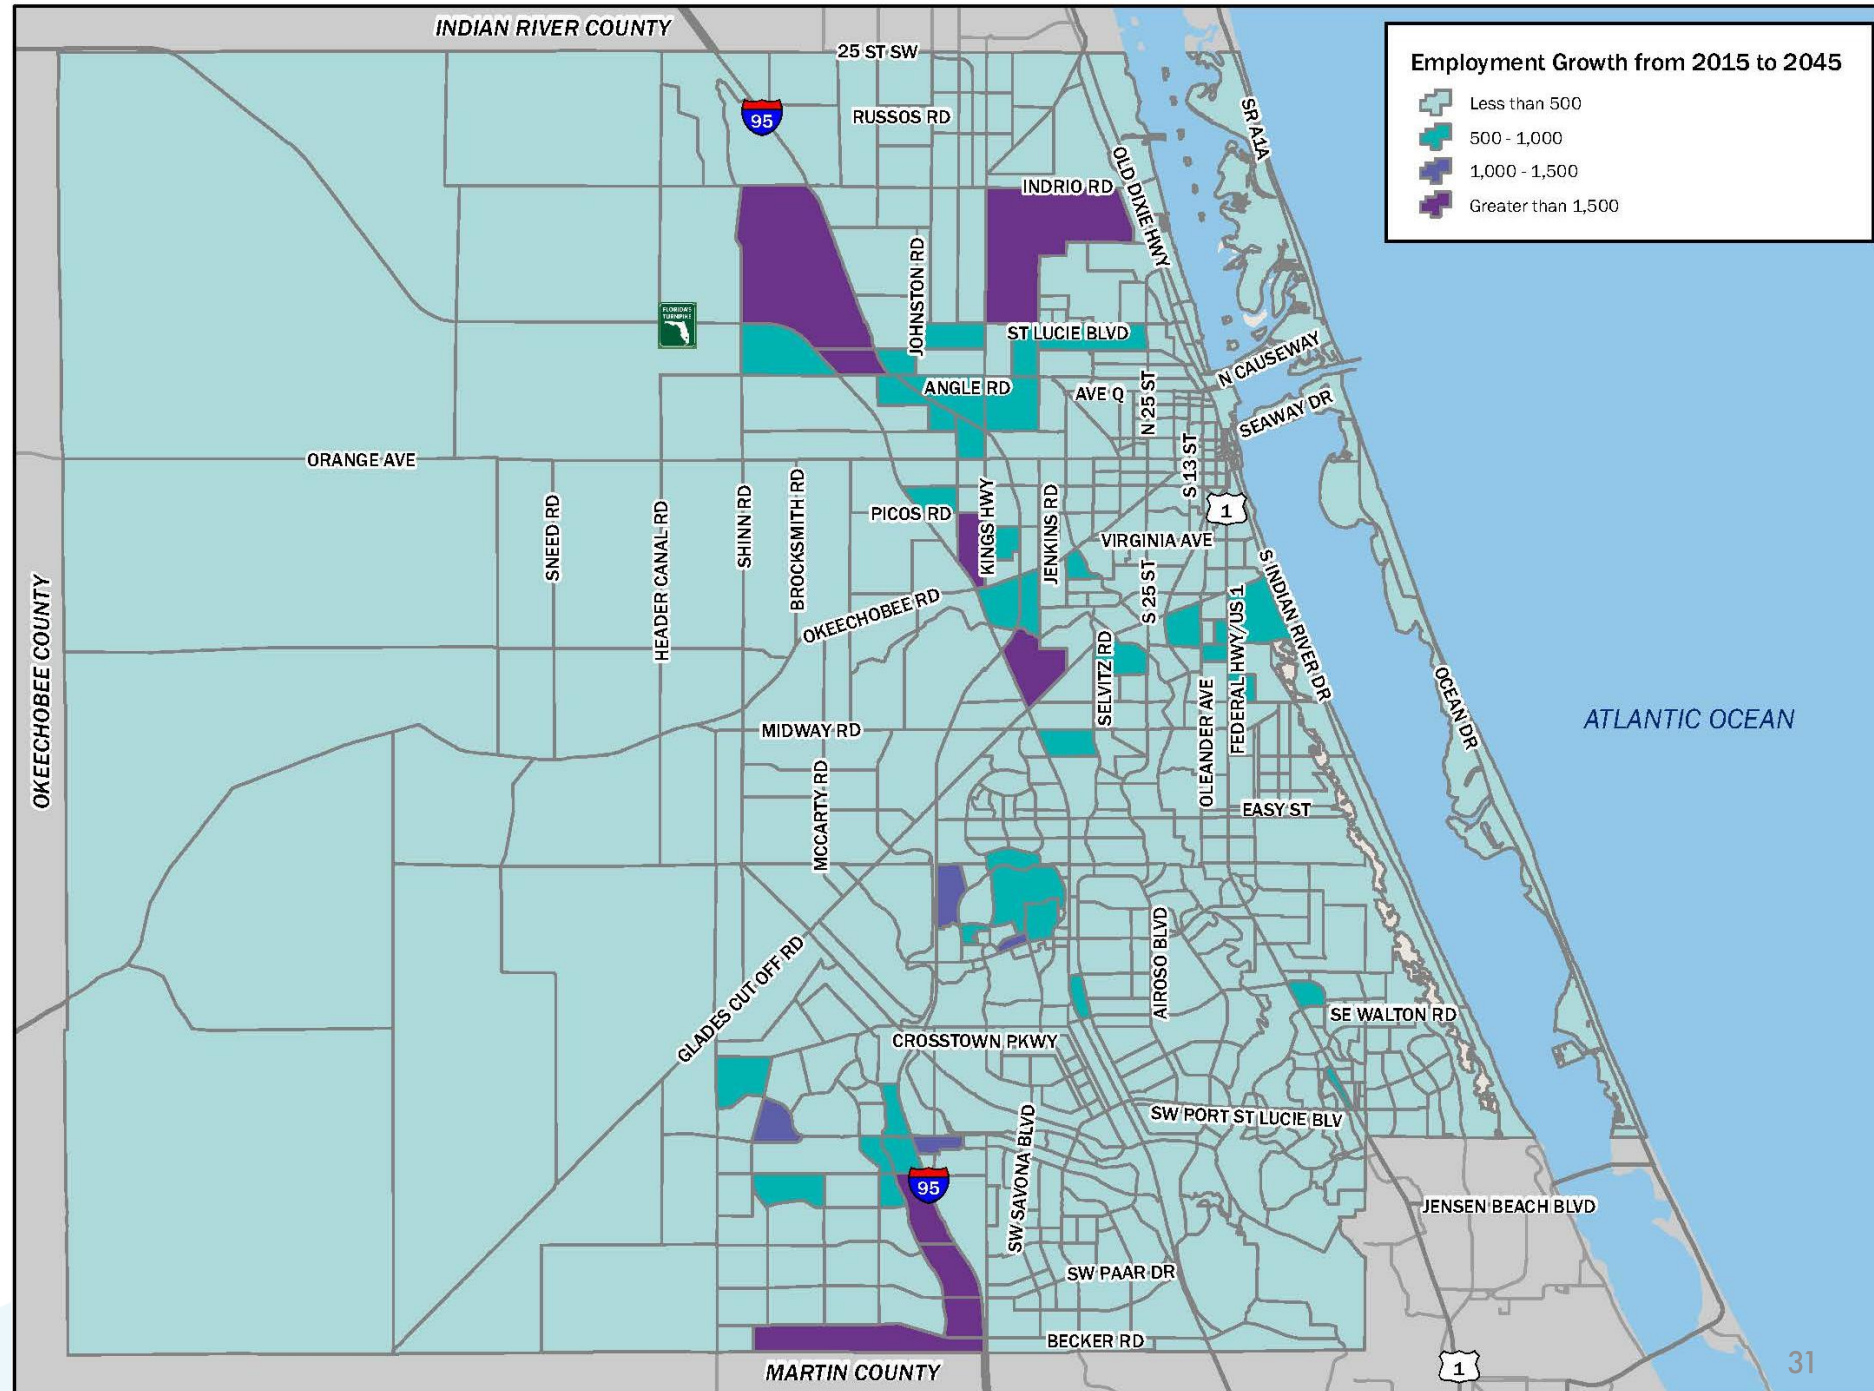 INDIAN RIVER COUNTY
25 ST SW
Employment Growth from 2015 to 2045
Less than 500
500 - 1,000
1,000 - 1,500
Greater than 1,500
95
RUSSOS RD
SR A1A
OLD DIXIE HWY
INDRIO RD
JOHNSTON RD
FLORIDA'S
TURNPIKE
ST LUCIE BLVD
N CAUSEWAY
ANGLE RD
AVE Q
N 25 ST
SEAWAY DR
ORANGE AVE
S 13 ST
SNEED RD
HEADER CANAL RD
SHINN RD
BROCKSMITH RD
PICOS RD
KINGS HWY
JENKINS RD
1
VIRGINIA AVE
S 25 ST
S INDIAN RIVER DR
OKEECHOBEE RD
OKEECHOBEE COUNTY
SELVITZ RD
OLEANDER AVE
FEDERAL HWY/US 1
OCEAN DR
ATLANTIC OCEAN
MIDWAY RD
MCCARTY RD
EASY ST
GLADES CUT OFF RD
AIROSO BLVD
SE WALTON RD
CROSSTOWN PKWY
SW PORT ST LUCIE BLV
SW SAVONA BLVD
95
JENSEN BEACH BLVD
SW PAAR DR
BECKER RD
MARTIN COUNTY
1
31